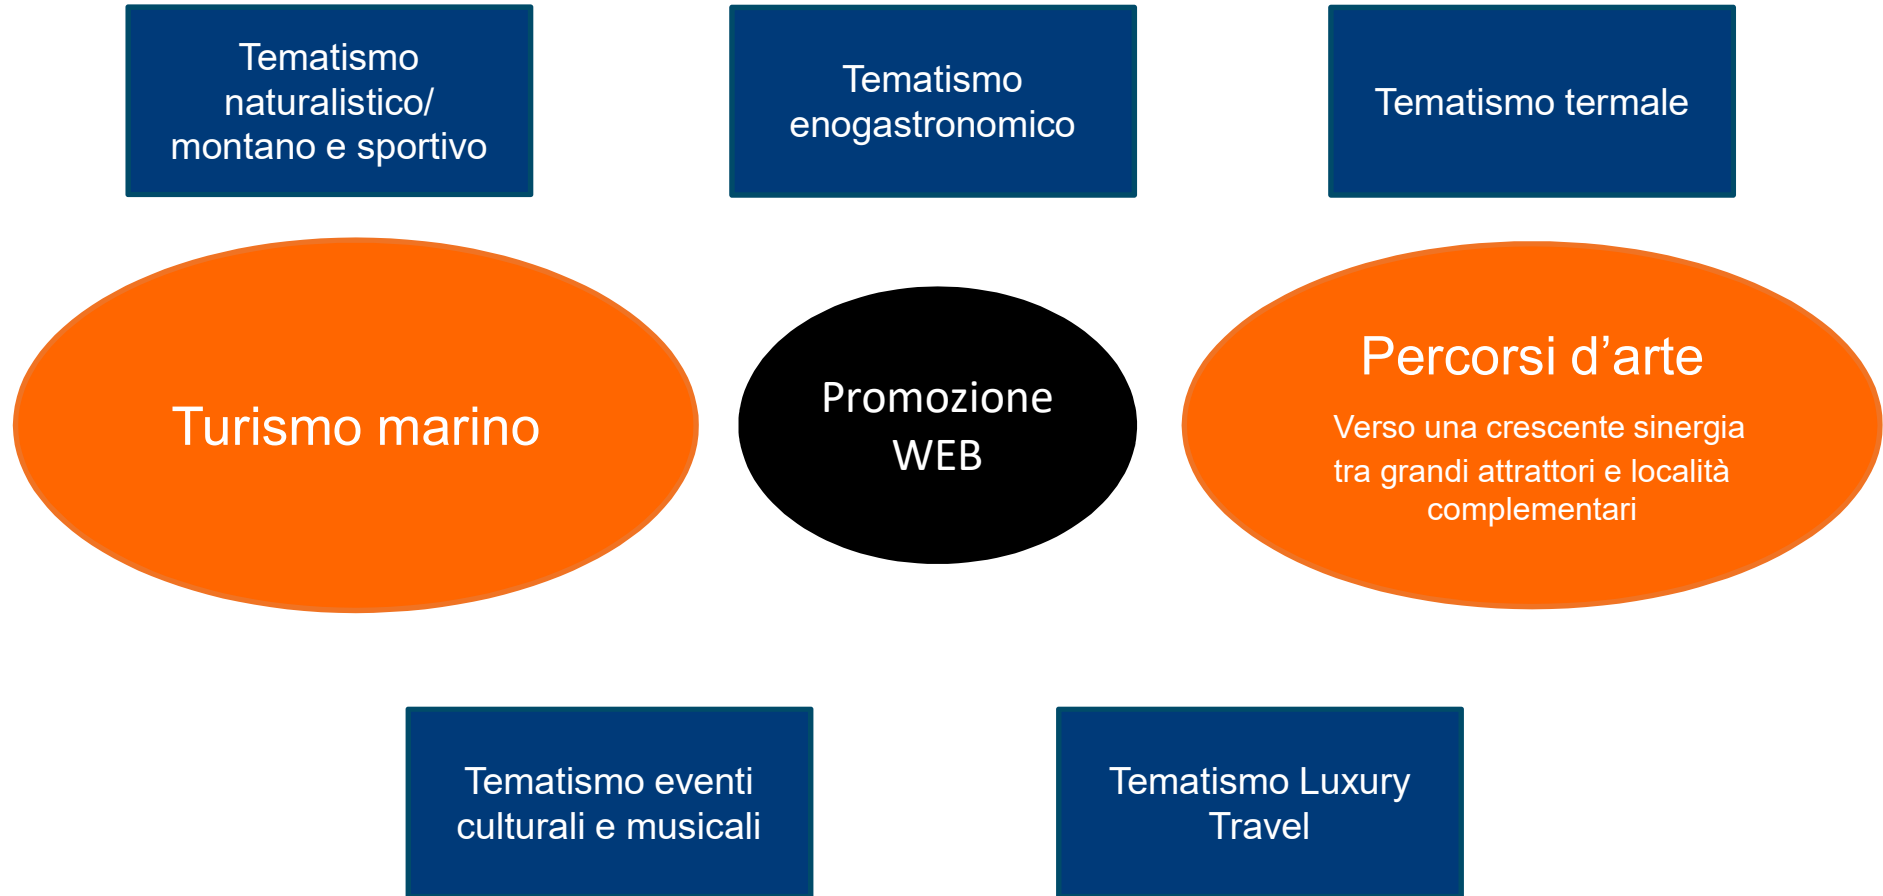 Tematismo
naturalistico/
montano e sportivo
Tematismo
enogastronomico
Tematismo termale
Turismo marino
Promozione
WEB
Percorsi d’arte
Verso una crescente sinergia
tra grandi attrattori e località
complementari
Tematismo eventi
culturali e musicali
Tematismo Luxury
Travel